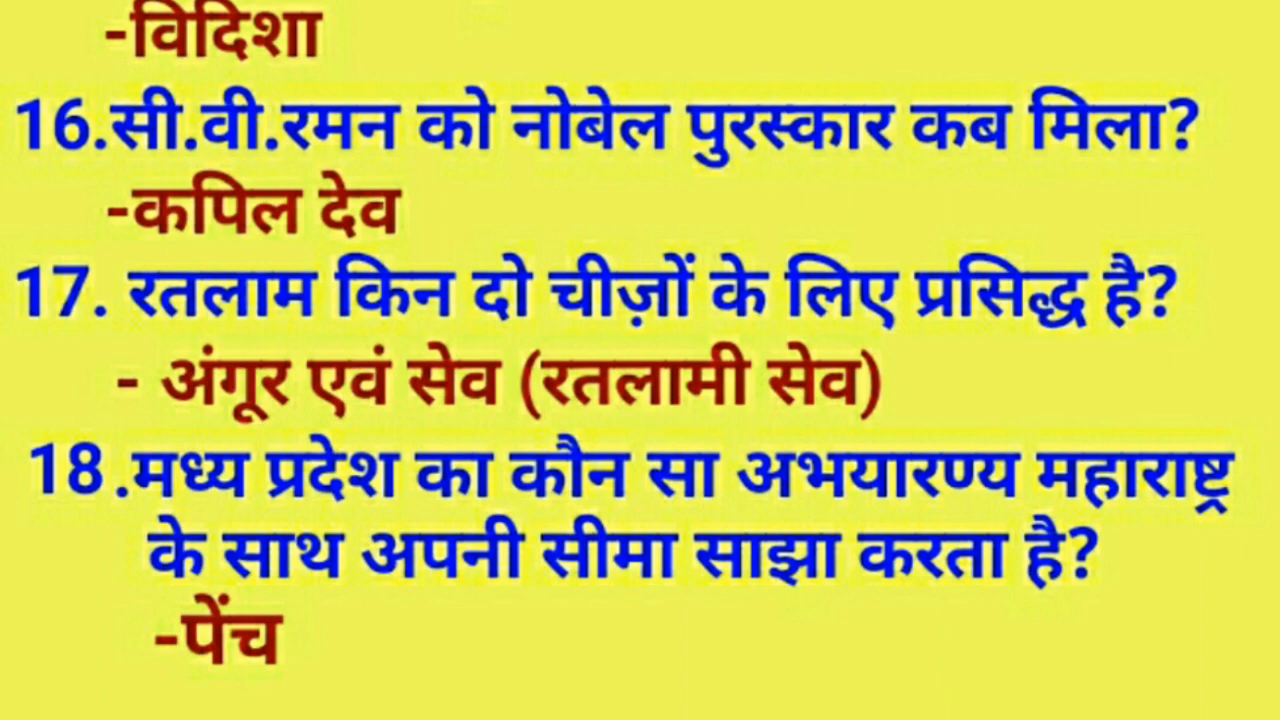 -विदिशा
16.सी.वी.रमन को नोबेल पुरस्कार कब मिला?
-कपिल देव
17. रतलाम किन दो चीज़ों के लिए प्रसिद्ध है?
- अंगूर एवं सेव (रतलामी सेव)
18.मध्य प्रदेश का कौन सा अभयारण्य महाराष्ट्र
के साथ अपनी सीमा साझा करता है?
-पेंच